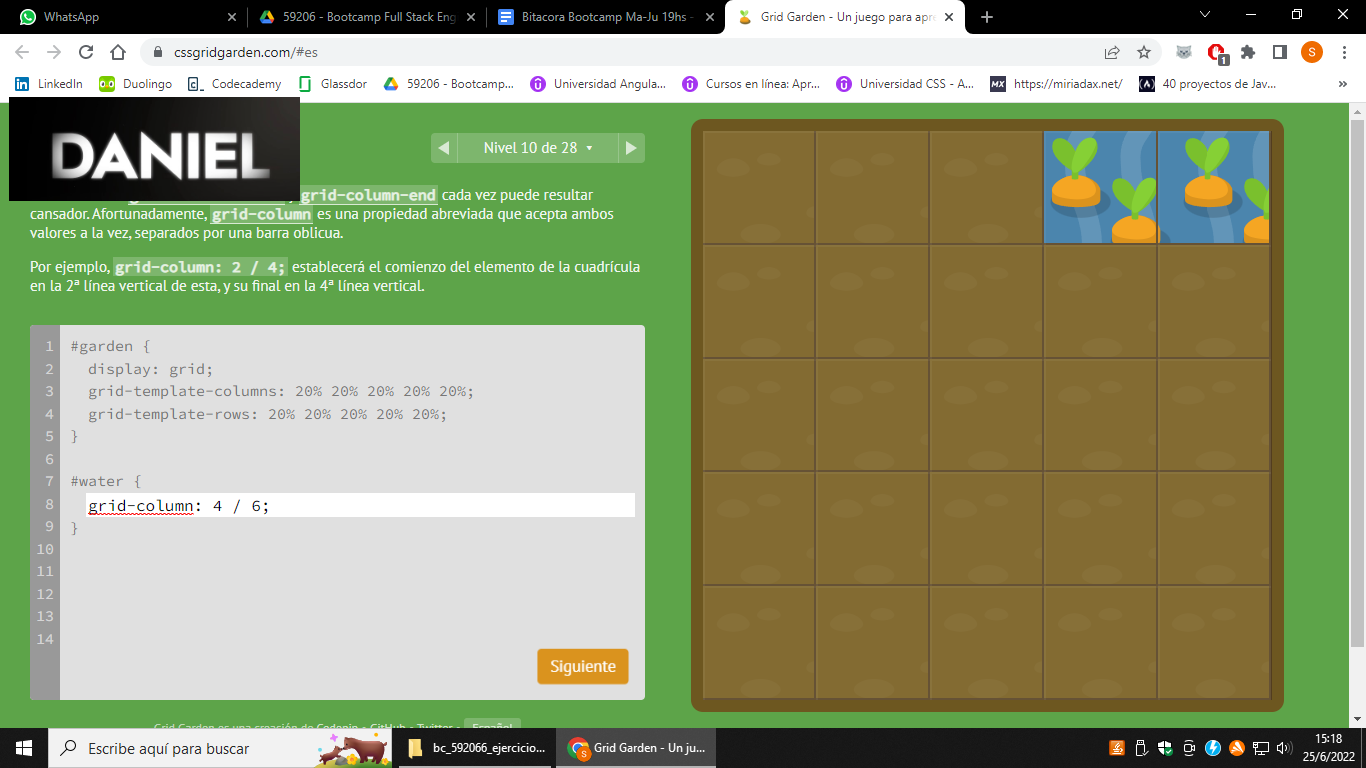 WhatsApp
59206 - Bootcamp Full Stack Eng
Bitacora Bootcamp Ma-Ju 19hs -
Grid Garden - Un juego para apre
cssgridgarden.com/#es
S
1
LinkedIn
Duolingo
Codecademy
Glassdor
59206 - Bootcamp...
Universidad Angula...
Cursos en línea: Apr...
Universidad CSS - A...
https://miriadax.net/
40 proyectos de Jav...
DANIEL
Nivel 10 de 28
grid-column-end cada vez puede resultar
cansador. Afortunadamente, grid-column es una propiedad abreviada que acepta ambos
valores a la vez, separados por una barra oblicua.
Por ejemplo, grid-column: 2 / 4; establecerá el comienzo del elemento de la cuadrícula
en la 2ª línea vertical de esta, y su final en la 4ª línea vertical.
1 #garden {
2 display: grid;
3 grid-template-columns: 20% 20% 20% 20% 20%;
4 grid-template-rows: 20% 20% 20% 20% 20%;
5 }
6
7 #water {
8 grid-column: 4 / 6;
9 }
10
11
12
13
14
Siguiente
Grid Garden es una creación de Codepip • GitHub • Twitter • Español
Escribe aquí para buscar
bc_592066_ejercicio...
Grid Garden - Un ju...
15:18
25/6/2022